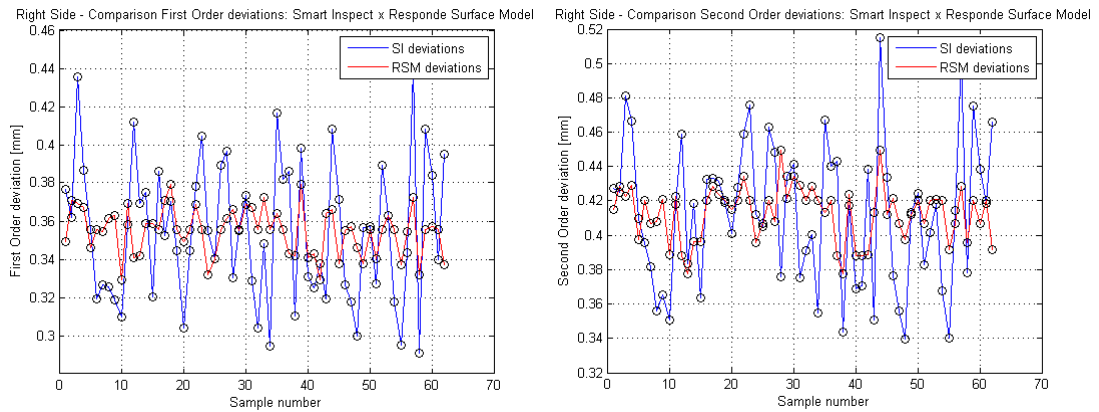 Right Side - Comparison First Order deviations: Smart Inspect x Responde Surface Model
0.46
0.44
0.42
0.4
0.38
0.36
0.34
0.32
0.3
First Order deviation [mm]
SI deviations
RSM deviations
0 10 20 30 40 50 60 70
Sample number
Right Side - Comparison Second Order deviations: Smart Inspect x Responde Surface Model
0.52
0.5
0.48
0.46
0.44
0.42
0.4
0.38
0.36
0.34
0.32
Second Order deviation [mm]
SI deviations
RSM deviations
0 10 20 30 40 50 60 70
Sample number